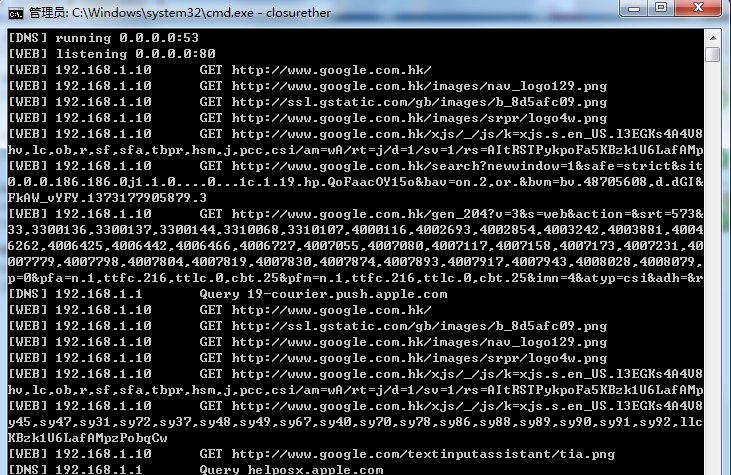 管理员: C:\Windows\system32\cmd.exe - closurether
[DNS] running 0.0.0.0:53
[WEB] listening 0.0.0.0:80
[WEB] 192.168.1.10 GET http://www.google.com.hk/
[WEB] 192.168.1.10 GET http://www.google.com.hk/images/nav_logo129.png
[WEB] 192.168.1.10 GET http://ssl.gstatic.com/gb/images/b_8d5afc09.png
[WEB] 192.168.1.10 GET http://www.google.com.hk/images/srpr/logo4w.png
[WEB] 192.168.1.10 GET http://www.google.com.hk/xjs/_/js/k=xjs.s.en_US.l3EGKs4A4V8
hv,lc,ob,r,sf,sfa,tbpr,hsm,j,pcc,csi/am=wA/rt=j/d=1/sv=1/rs=AItRSTPykpoFa5KBzk1U6LafAMp
[WEB] 192.168.1.10 GET http://www.google.com.hk/search?newwindow=1&safe=strict&sit
0.0.0.186.186.0j1.1.0....0...1c.1.19.hp.QoFaacOY15o&bav=on.2,or.&bvm=bv.48705608,d.dGI&
FkAW_vYFY.1373177905879.3
[WEB] 192.168.1.10 GET http://www.google.com.hk/gen_204?v=3&s=web&action=&srt=573&
33,3300136,3300137,3300144,3310068,3310107,4000116,4002693,4002854,4003242,4003881,4004
6262,4006425,4006442,4006466,4006727,4007055,4007080,4007117,4007158,4007173,4007231,40
007779,4007798,4007804,4007819,4007830,4007874,4007893,4007917,4007943,4008028,4008079,
p=0&pfa=n.1,ttfc.216,ttlc.0,cbt.25&pfm=n.1,ttfc.216,ttlc.0,cbt.25&imn=4&atyp=csi&adh=&r
[DNS] 192.168.1.1 Query 19-courier.push.apple.com
[WEB] 192.168.1.10 GET http://www.google.com.hk/
[WEB] 192.168.1.10 GET http://ssl.gstatic.com/gb/images/b_8d5afc09.png
[WEB] 192.168.1.10 GET http://www.google.com.hk/images/nav_logo129.png
[WEB] 192.168.1.10 GET http://www.google.com.hk/images/srpr/logo4w.png
[WEB] 192.168.1.10 GET http://www.google.com.hk/xjs/_/js/k=xjs.s.en_US.l3EGKs4A4V8
hv,lc,ob,r,sf,sfa,tbpr,hsm,j,pcc,csi/am=wA/rt=j/d=1/sv=1/rs=AItRSTPykpoFa5KBzk1U6LafAMp
[WEB] 192.168.1.10 GET http://www.google.com.hk/xjs/_/js/k=xjs.s.en_US.l3EGKs4A4V8
y45,sy47,sy31,sy72,sy37,sy48,sy49,sy67,sy40,sy70,sy78,sy86,sy88,sy89,sy90,sy91,sy92,llc
KBzk1U6LafAMpzPobqCw
[WEB] 192.168.1.10 GET http://www.google.com/textinputassistant/tia.png
[DNS] 192.168.1.1 Query helposx.apple.com